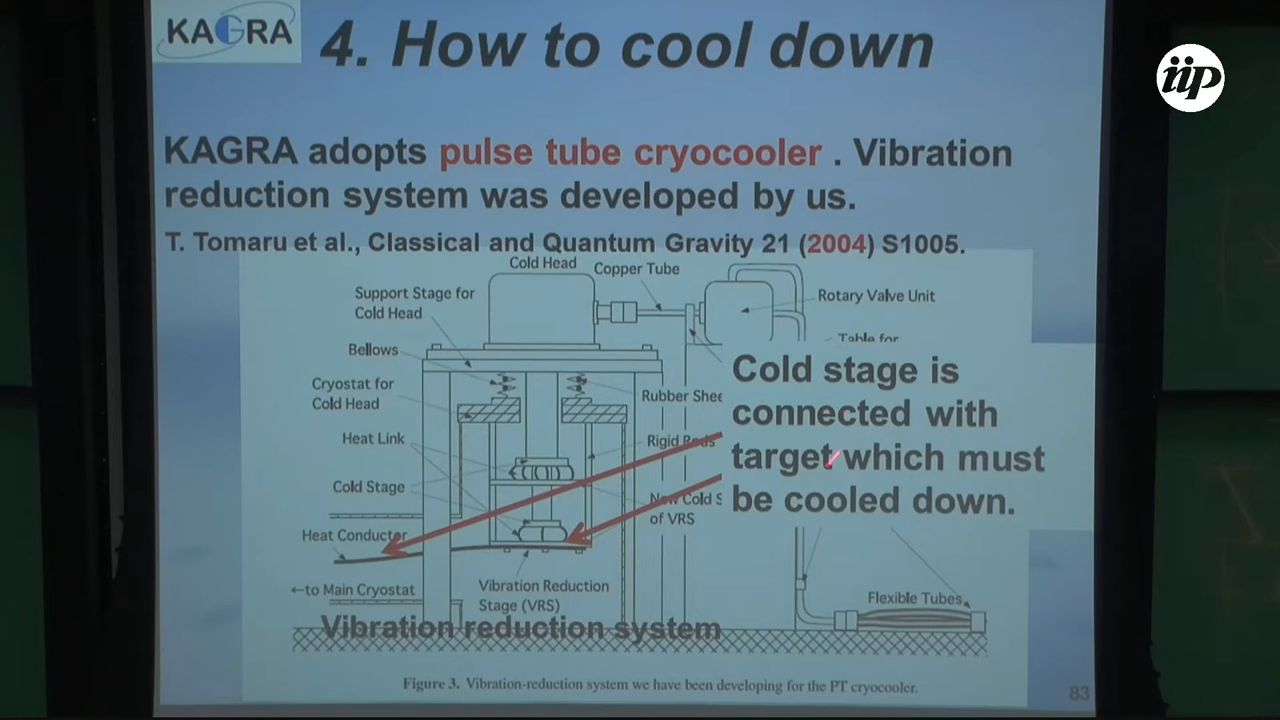 KAGRA
4. How to cool down
iip
KAGRA adopts pulse tube cryocooler . Vibration
reduction system was developed by us.
T. Tomaru et al., Classical and Quantum Gravity 21 (2004) S1005.
Cold Head
Copper Tube
Support Stage for
Cold Head
Rotary Valve Unit
Table for
Bellows
Cryostat for
Cold Head
Rubber Shee
Heat Link
Rigid Rods
Cold Stage
New Cold S
of VRS
Heat Conductor
Cold stage is
connected with
target which must
be cooled down.
←to Main Cryostat
Vibration Reduction
Stage (VRS)
Flexible Tubes
Vibration reduction system
Figure 3. Vibration-reduction system we have been developing for the PT cryocooler.
83